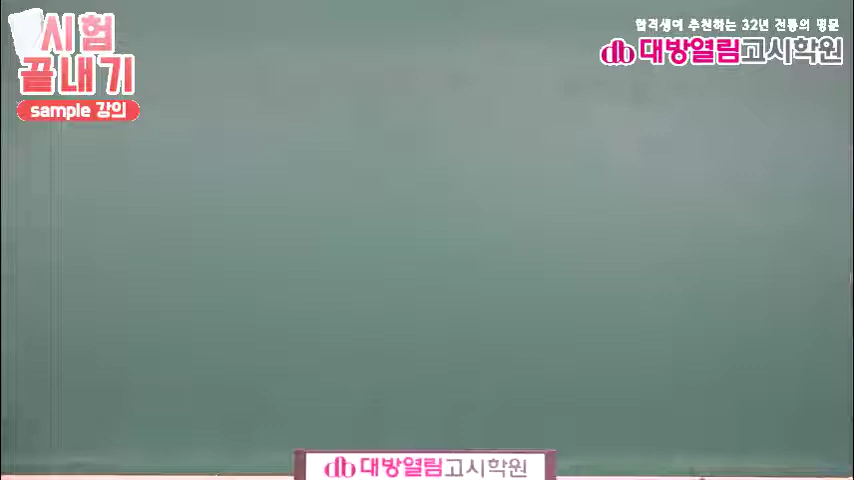 시험
끝내기
sample 강의
합격생이 추천하는 32년 전통의 명문
db 대방열림고시학원
db 대방열림고시학원